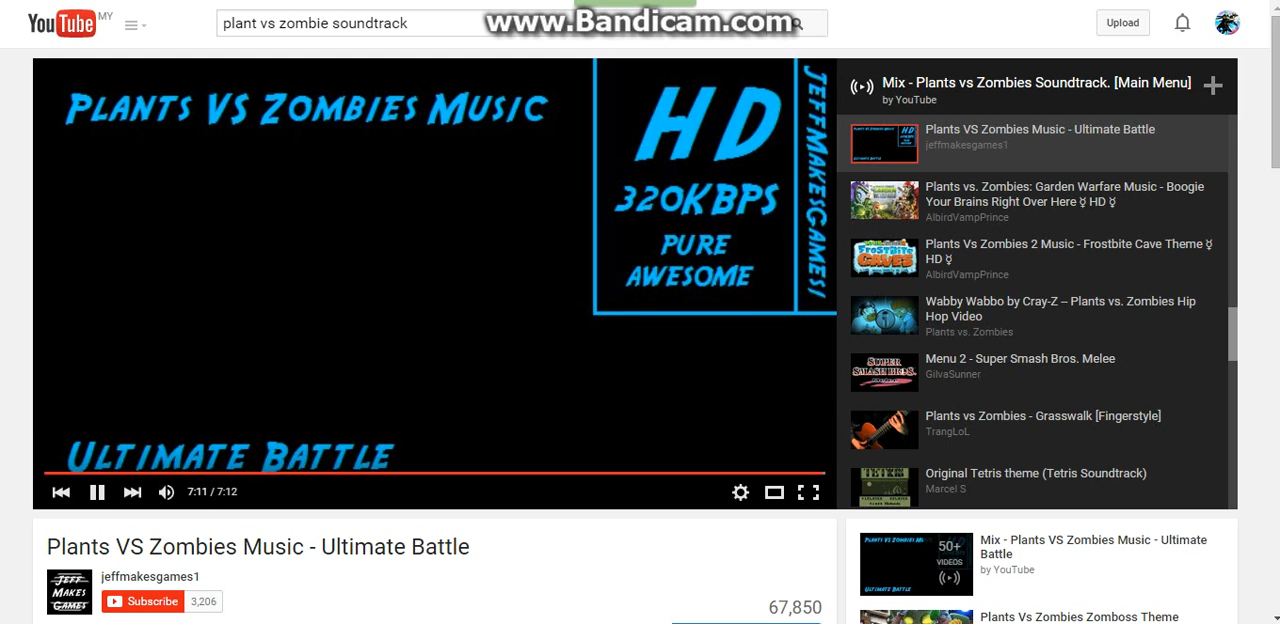 YouTube MY
plant vs zombie soundtrack
www.Bandicam.com
Upload
PLANTS VS ZOMBIES MUSIC
HD
320KBPS
PURE
AWESOME
JEFFMAKESGAMES1
ULTIMATE BATTLE
7:11 / 7:12
Mix - Plants vs Zombies Soundtrack. [Main Menu]
by YouTube
Plants VS Zombies Music - Ultimate Battle
jeffmakesgames1
Plants vs. Zombies: Garden Warfare Music - Boogie
Your Brains Right Over Here ☿ HD ☿
AlbirdVampPrince
Plants Vs Zombies 2 Music - Frostbite Cave Theme ☿
HD ☿
AlbirdVampPrince
Wabby Wabbo by Cray-Z – Plants vs. Zombies Hip
Hop Video
Plants vs. Zombies
Menu 2 - Super Smash Bros. Melee
GilvaSunner
Plants vs Zombies - Grasswalk [Fingerstyle]
TrangLoL
Original Tetris theme (Tetris Soundtrack)
Marcel S
Plants VS Zombies Music - Ultimate Battle
JEFF
MAKES
GAMES
jeffmakesgames1
Subscribe 3,206
67,850
50+
VIDEOS
Mix - Plants VS Zombies Music - Ultimate
Battle
by YouTube
Plants Vs Zombies Zomboss Theme